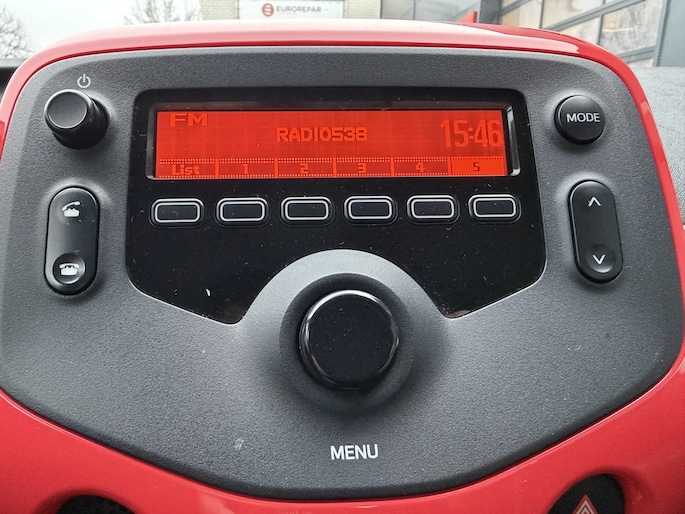 EUROREPAR
FM
RADIO538
15:46
MODE
List 1 2 3 4 5
MENU